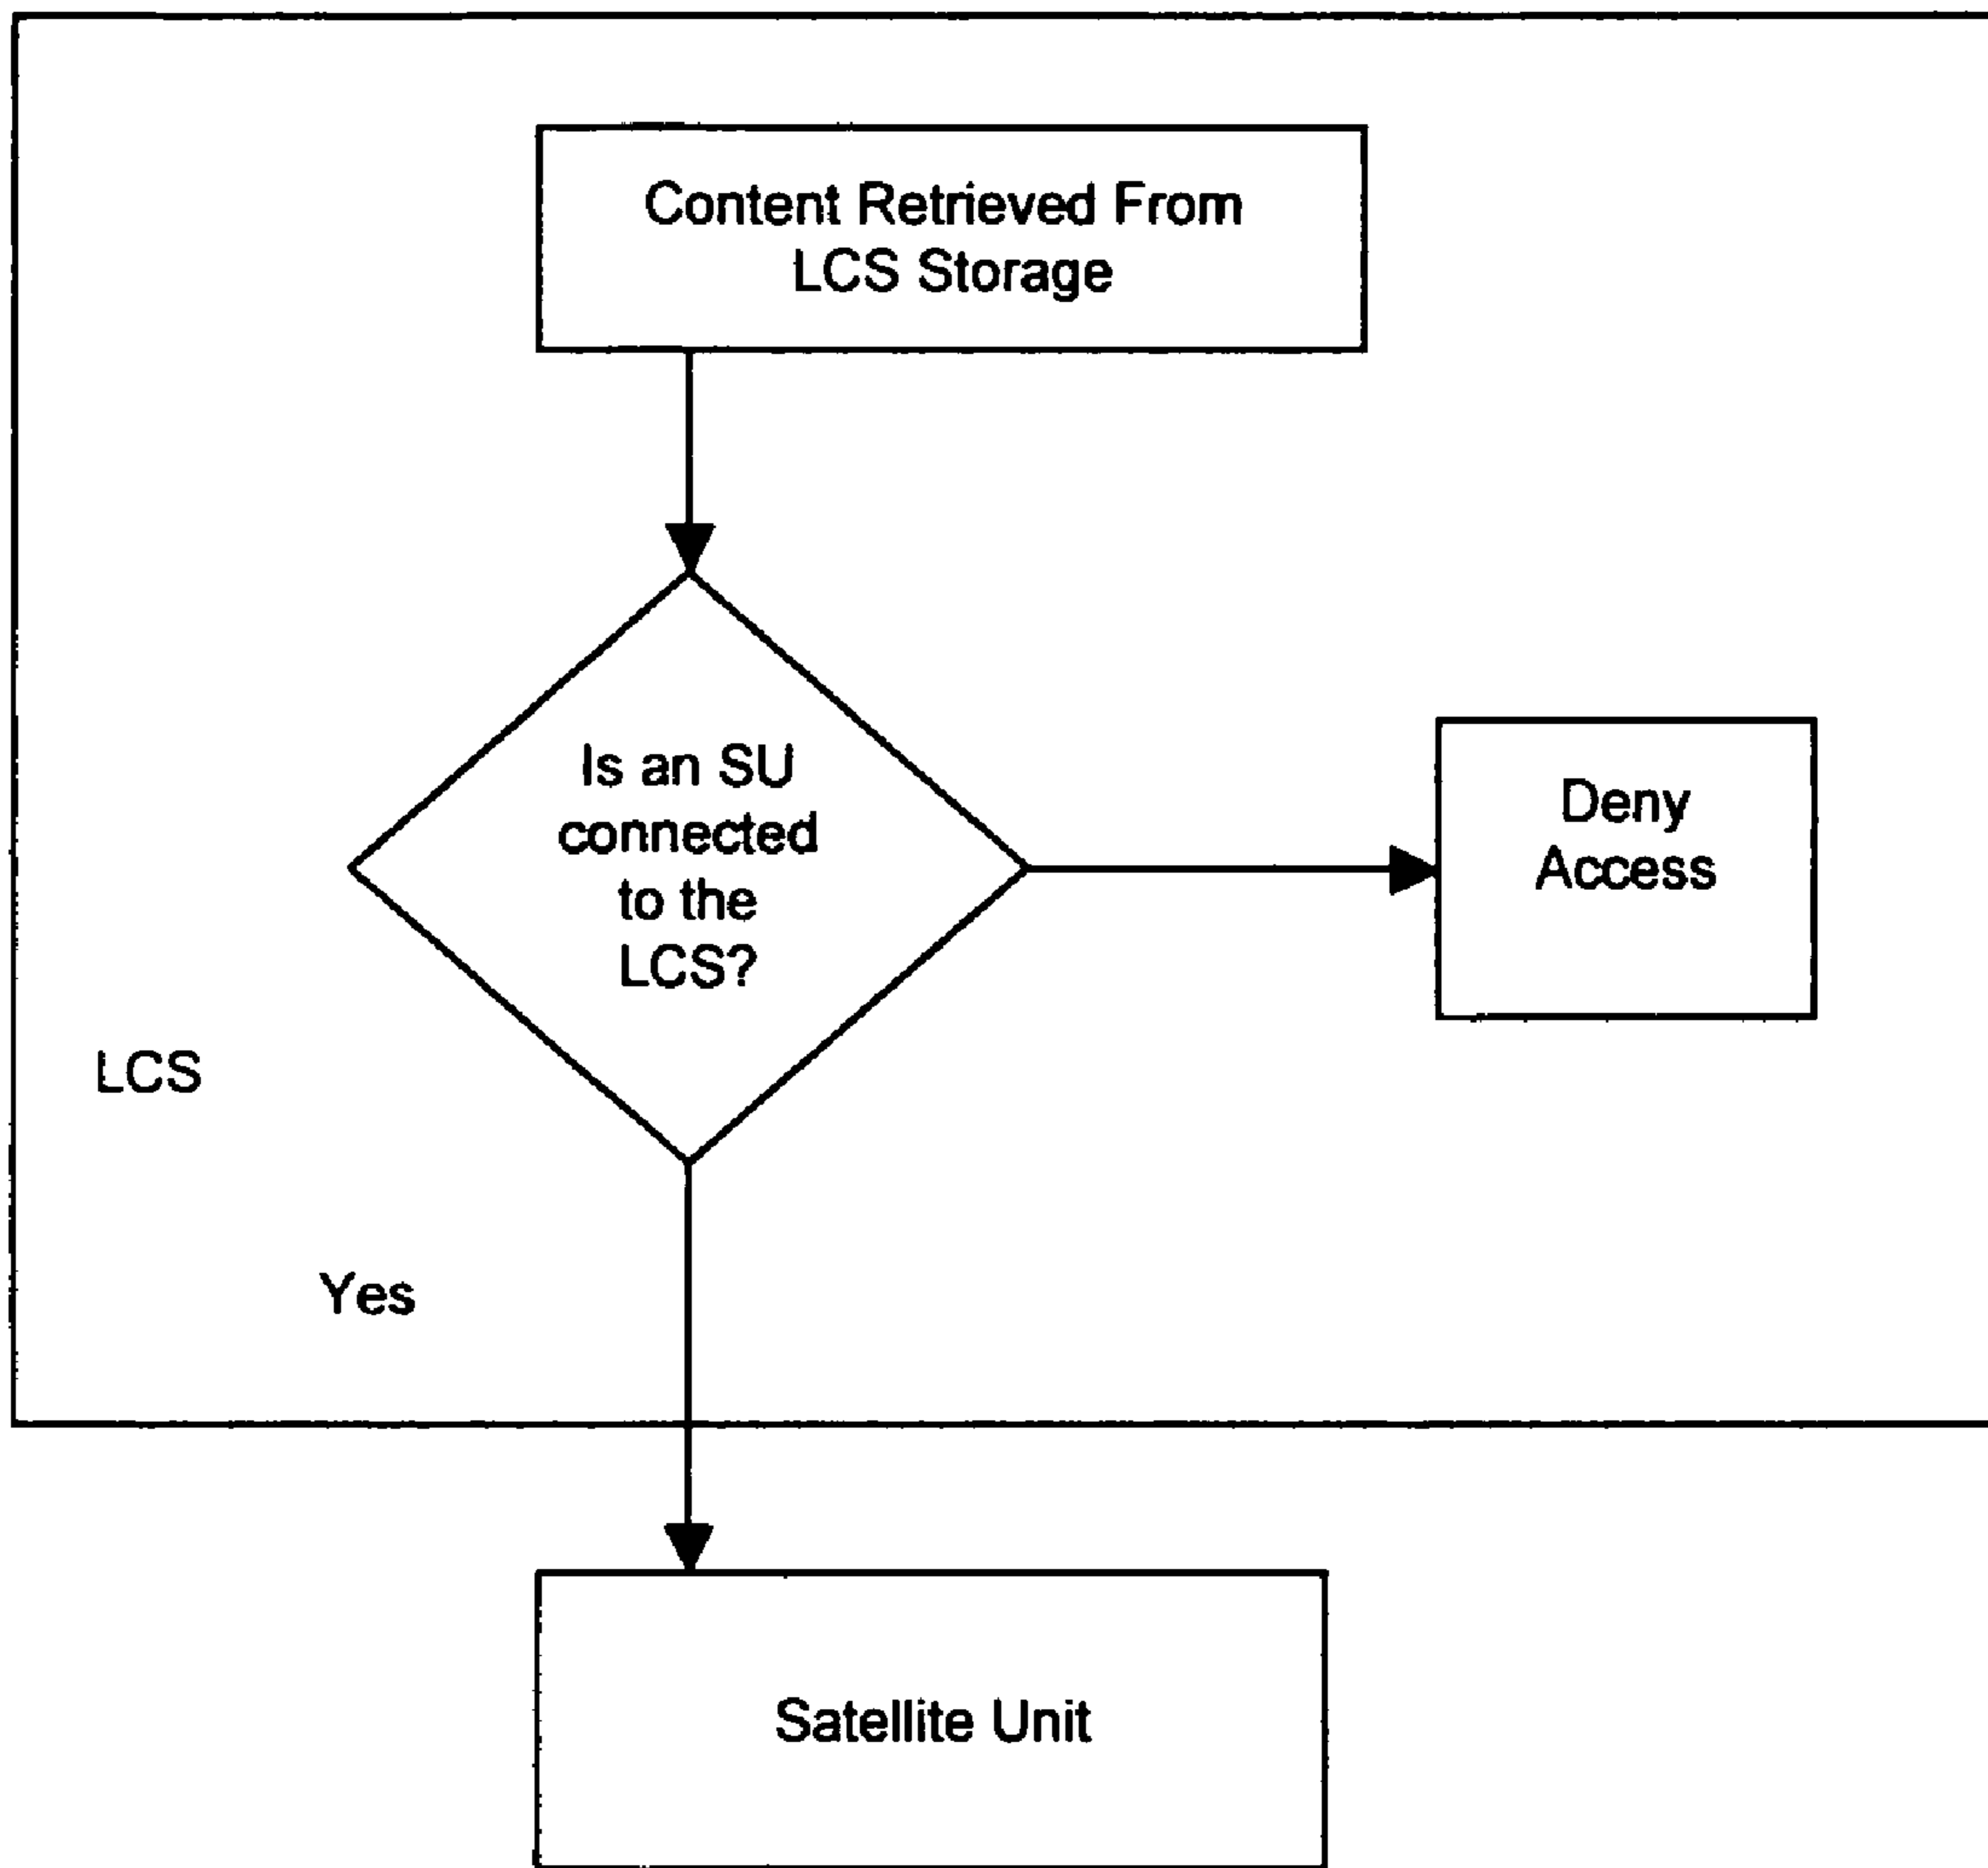 Content Retrieved From
LCS Storage
Is an SU
connected
to the
LCS?
Deny
Access
LCS
Yes
Satellite Unit